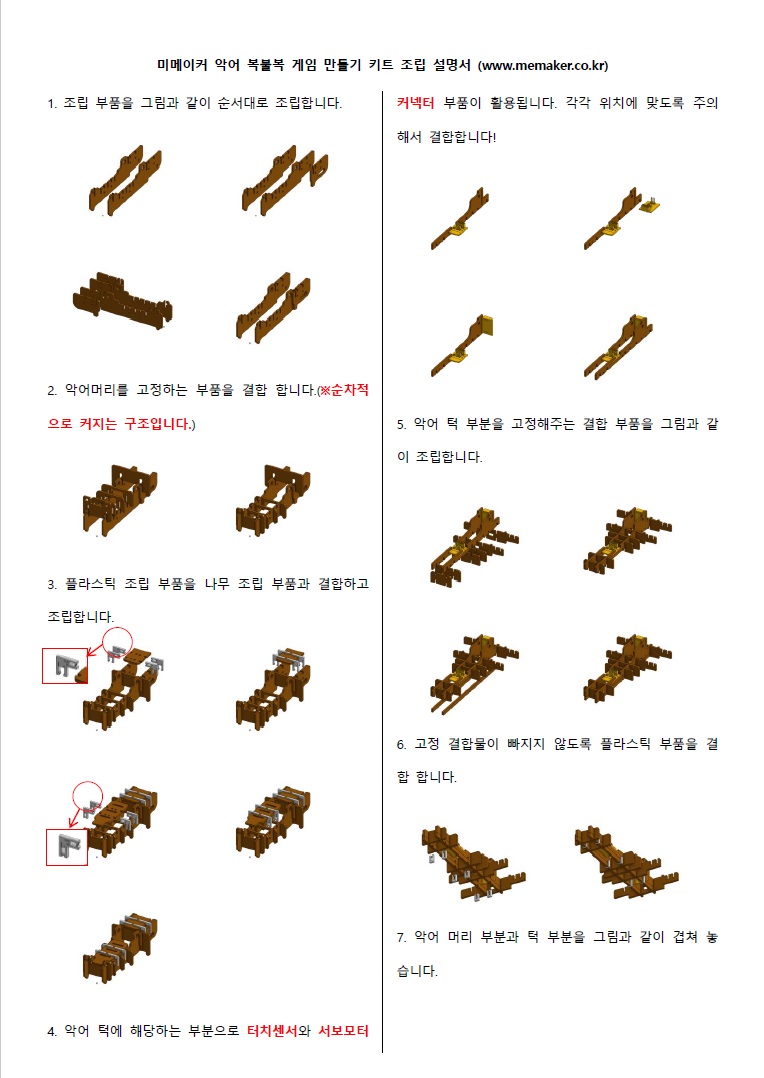 미메이커 악어 복불복 게임 만들기 키트 조립 설명서 (www.memaker.co.kr)
1. 조립 부품을 그림과 같이 순서대로 조립합니다.
2. 악어머리를 고정하는 부품을 결합 합니다.(※순차적
으로 커지는 구조입니다.)
3. 플라스틱 조립 부품을 나무 조립 부품과 결합하고
조립합니다.
4. 악어 턱에 해당하는 부분으로 터치센서와 서보모터
커넥터 부품이 활용됩니다. 각각 위치에 맞도록 주의
해서 결합합니다!
5. 악어 턱 부분을 고정해주는 결합 부품을 그림과 같
이 조립합니다.
6. 고정 결합물이 빠지지 않도록 플라스틱 부품을 결
합 합니다.
7. 악어 머리 부분과 턱 부분을 그림과 같이 겹쳐 놓
습니다.